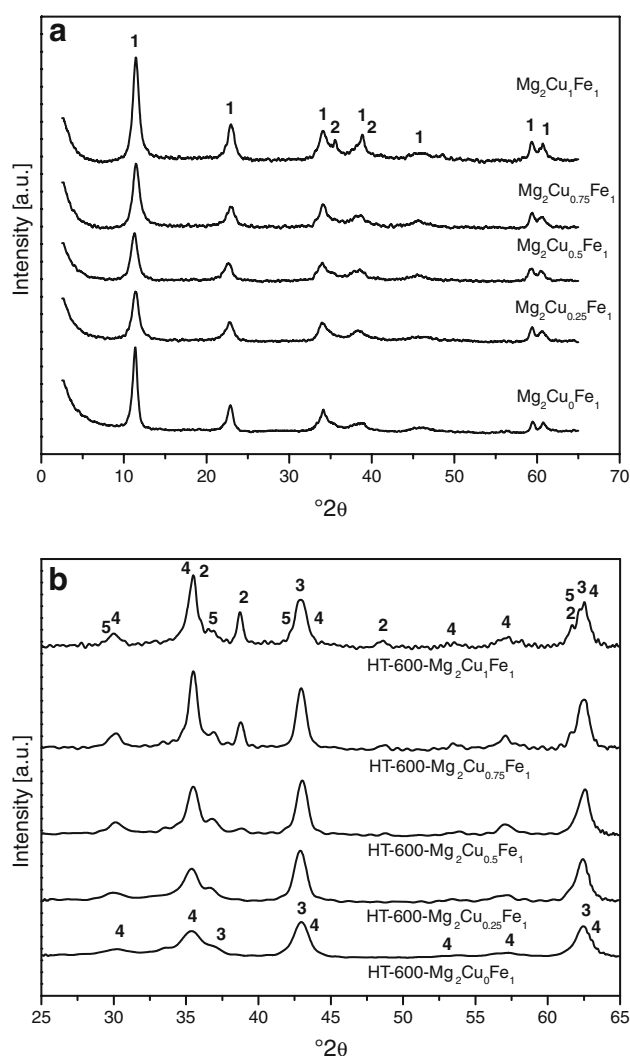 a
1
Mg₂Cu₁Fe₁
1 1 2 1 2 1 1 1
Mg₂Cu₀.₇₅Fe₁
Mg₂Cu₀.₅Fe₁
Mg₂Cu₀.₂₅Fe₁
Mg₂Cu₀Fe₁
Intensity [a.u.]
0 10 20 30 40 50 60 70
°2θ
b
5 4 4 2 5 2 5 3 4 2 4 4 5 2 3 4
HT-600-Mg₂Cu₁Fe₁
HT-600-Mg₂Cu₀.₇₅Fe₁
HT-600-Mg₂Cu₀.₅Fe₁
HT-600-Mg₂Cu₀.₂₅Fe₁
4 4 3 3 4 4 4 3 4
HT-600-Mg₂Cu₀Fe₁
Intensity [a.u.]
25 30 35 40 45 50 55 60 65
°2θ